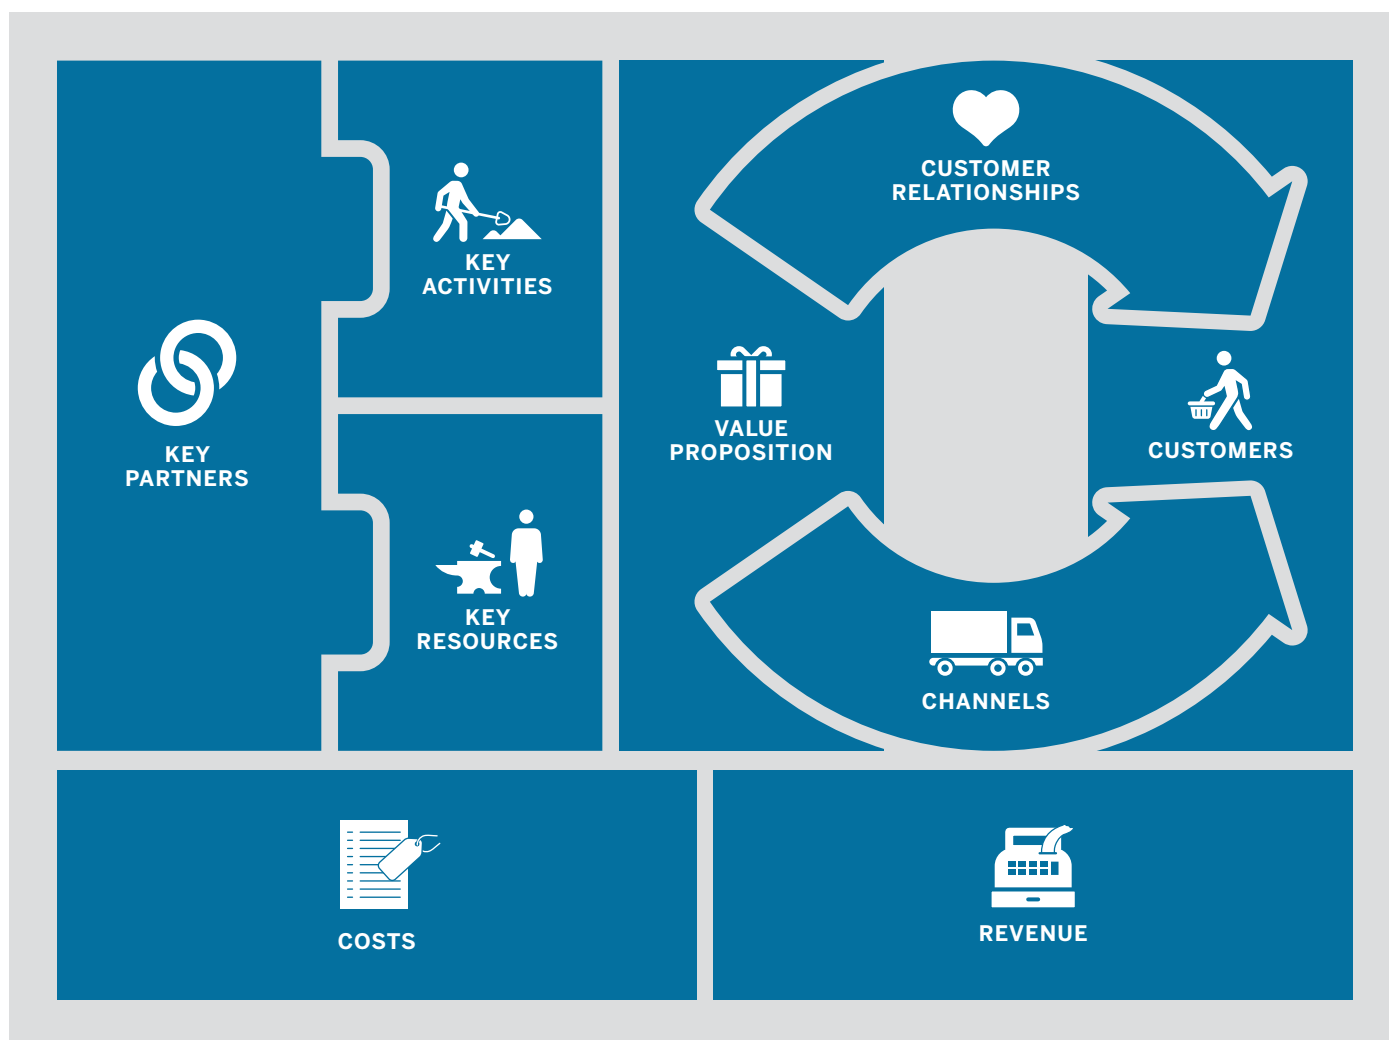 KEY
PARTNERS
KEY
ACTIVITIES
KEY
RESOURCES
VALUE
PROPOSITION
CUSTOMER
RELATIONSHIPS
CHANNELS
CUSTOMERS
COSTS
REVENUE